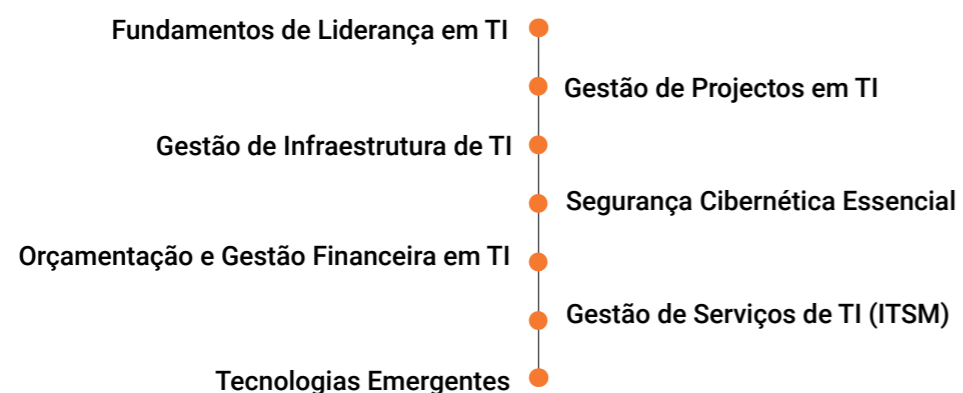 Fundamentos de Liderança em TI
Gestão de Projectos em TI
Gestão de Infraestrutura de TI
Segurança Cibernética Essencial
Orçamentação e Gestão Financeira em TI
Gestão de Serviços de TI (ITSM)
Tecnologias Emergentes